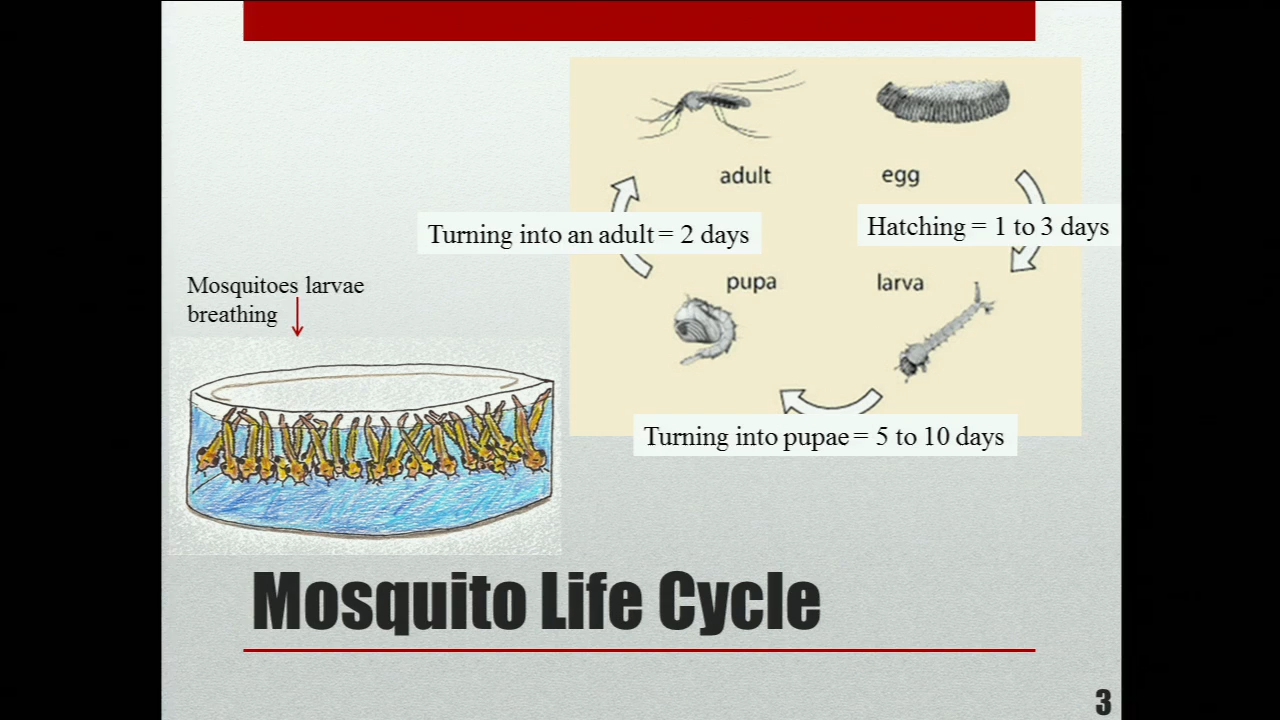 adult
egg
Turning into an adult = 2 days
Hatching = 1 to 3 days
pupa
larva
Mosquitoes larvae
breathing
Turning into pupae = 5 to 10 days
Mosquito Life Cycle
3